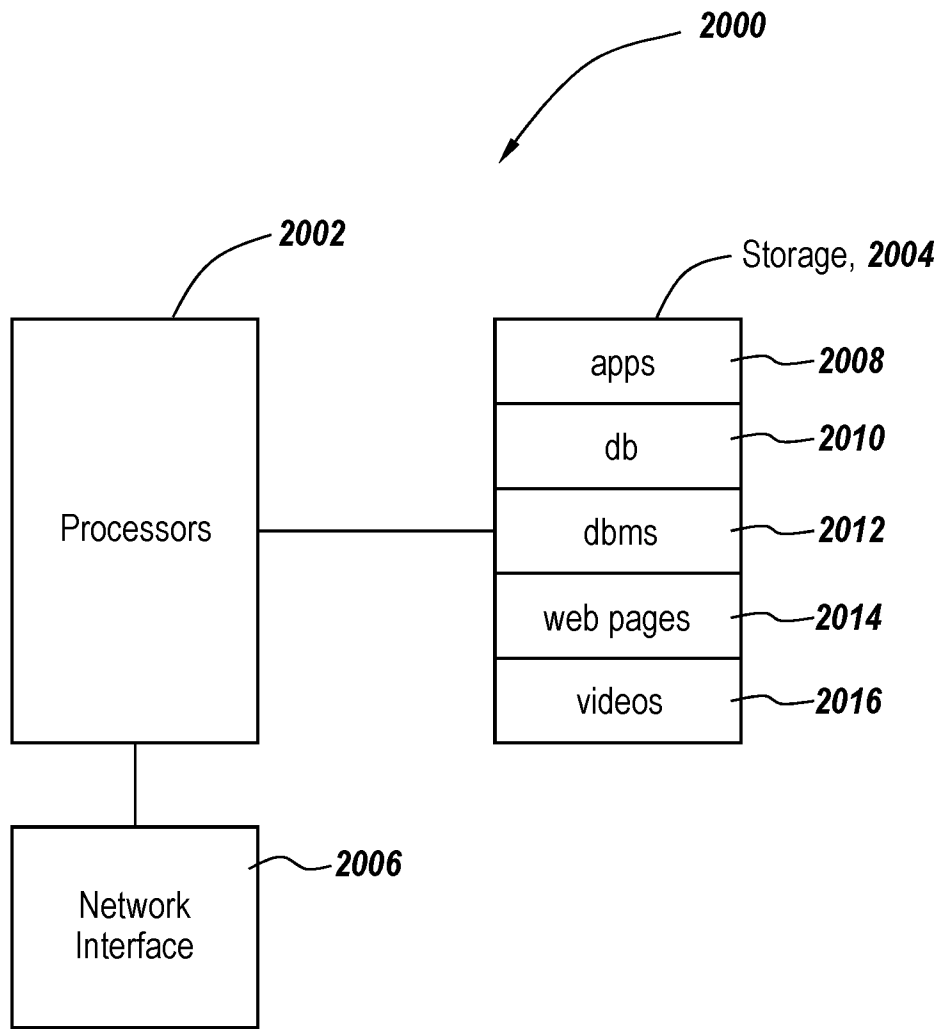 2000
2002
Storage, 2004
apps
2008
db
2010
Processors
dbms
2012
web pages
2014
videos
2016
2006
Network
Interface